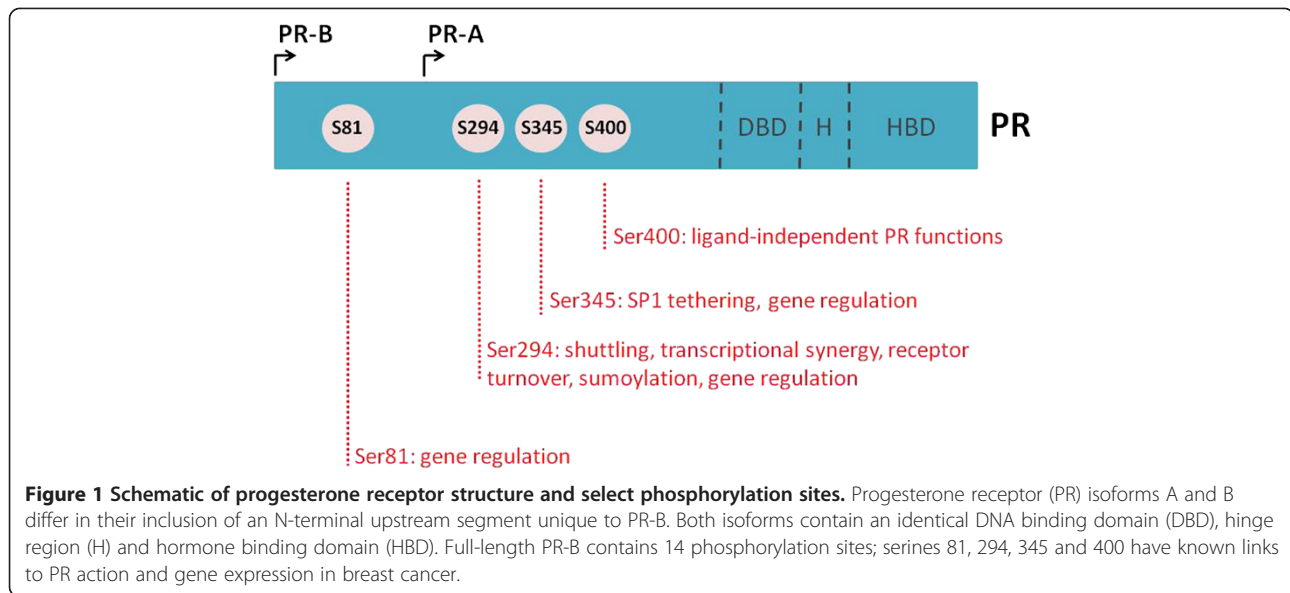 PR-B PR-A
S81 S294 S345 S400 DBD H HBD PR
Ser400: ligand-independent PR functions
Ser345: SP1 tethering, gene regulation
Ser294: shuttling, transcriptional synergy, receptor
turnover, sumoylation, gene regulation
Ser81: gene regulation
Figure 1 Schematic of progesterone receptor structure and select phosphorylation sites. Progesterone receptor (PR) isoforms A and B
differ in their inclusion of an N-terminal upstream segment unique to PR-B. Both isoforms contain an identical DNA binding domain (DBD), hinge
region (H) and hormone binding domain (HBD). Full-length PR-B contains 14 phosphorylation sites; serines 81, 294, 345 and 400 have known links
to PR action and gene expression in breast cancer.